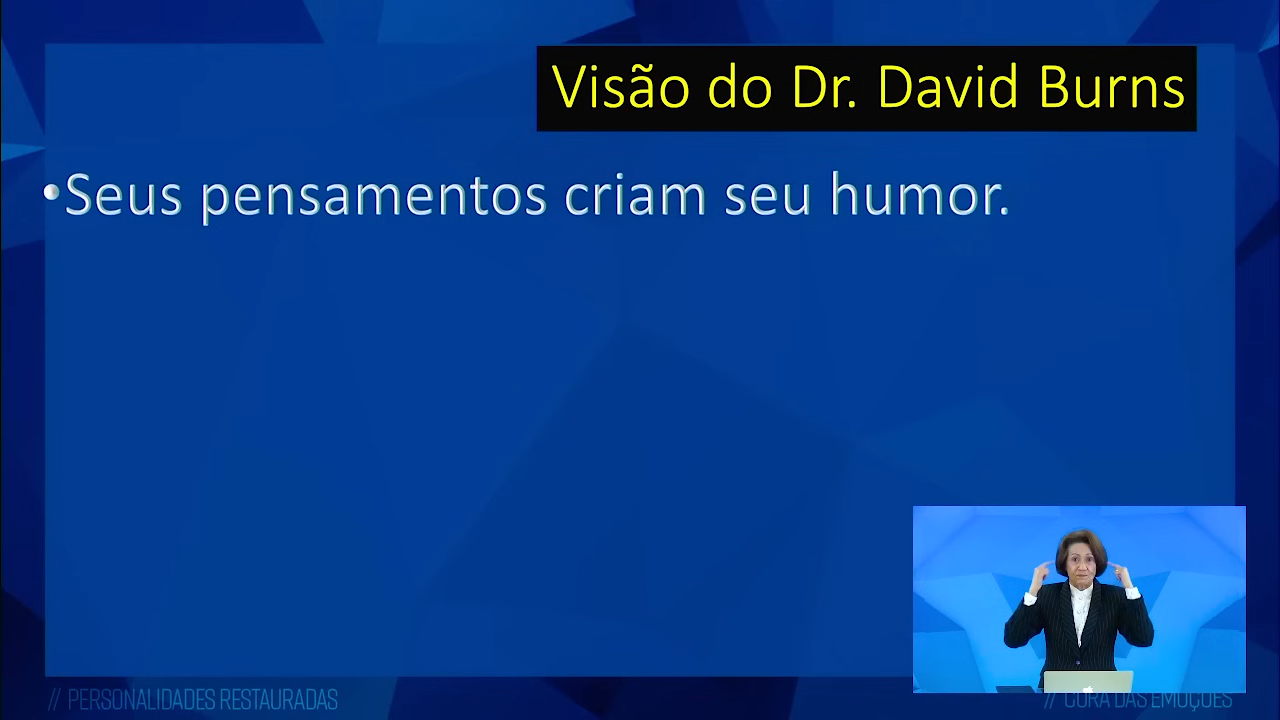 Visão do Dr. David Burns
•Seus pensamentos criam seu humor.
// PERSONALIDADES RESTAURADAS
// CURA DAS EMOÇÕES